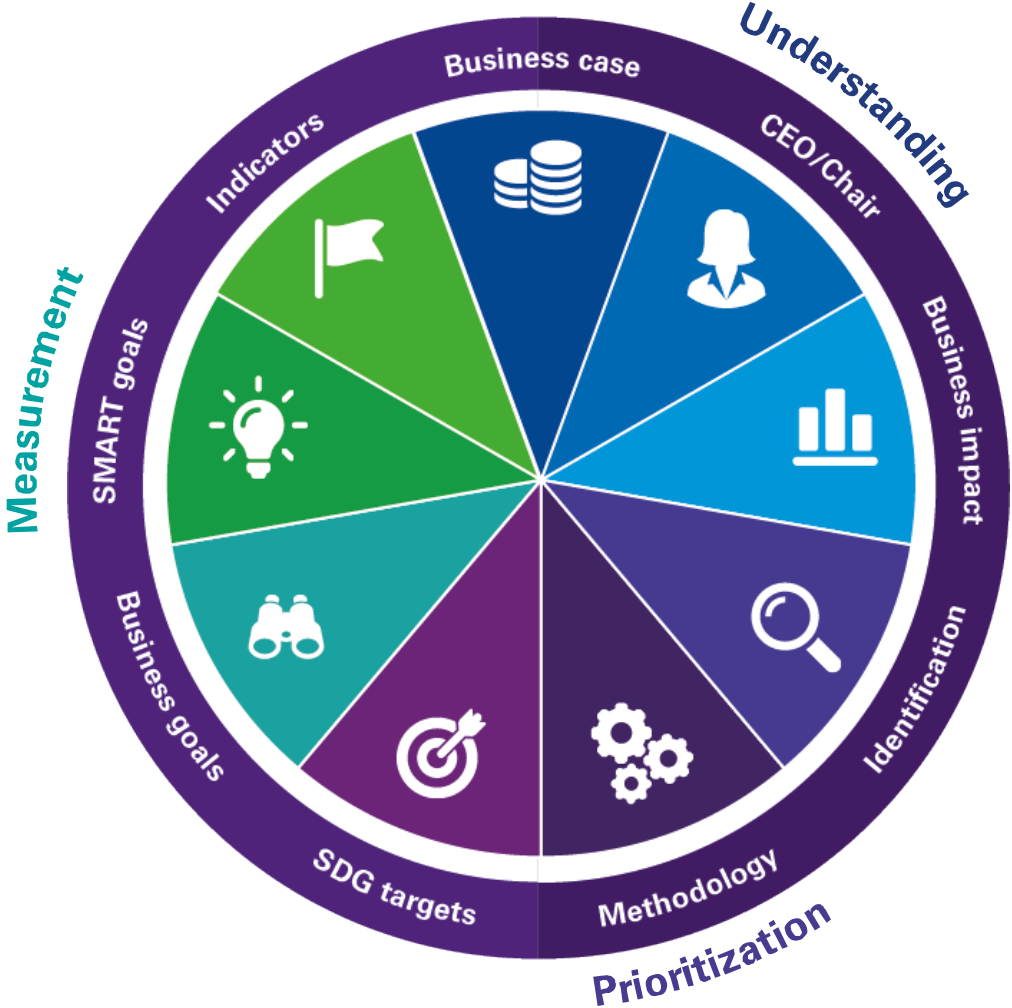 Understanding
Business case
CEO/Chair
Business impact
Identification
Methodology
Prioritization
SDG targets
Business goals
SMART goals
Measurement
Indicators